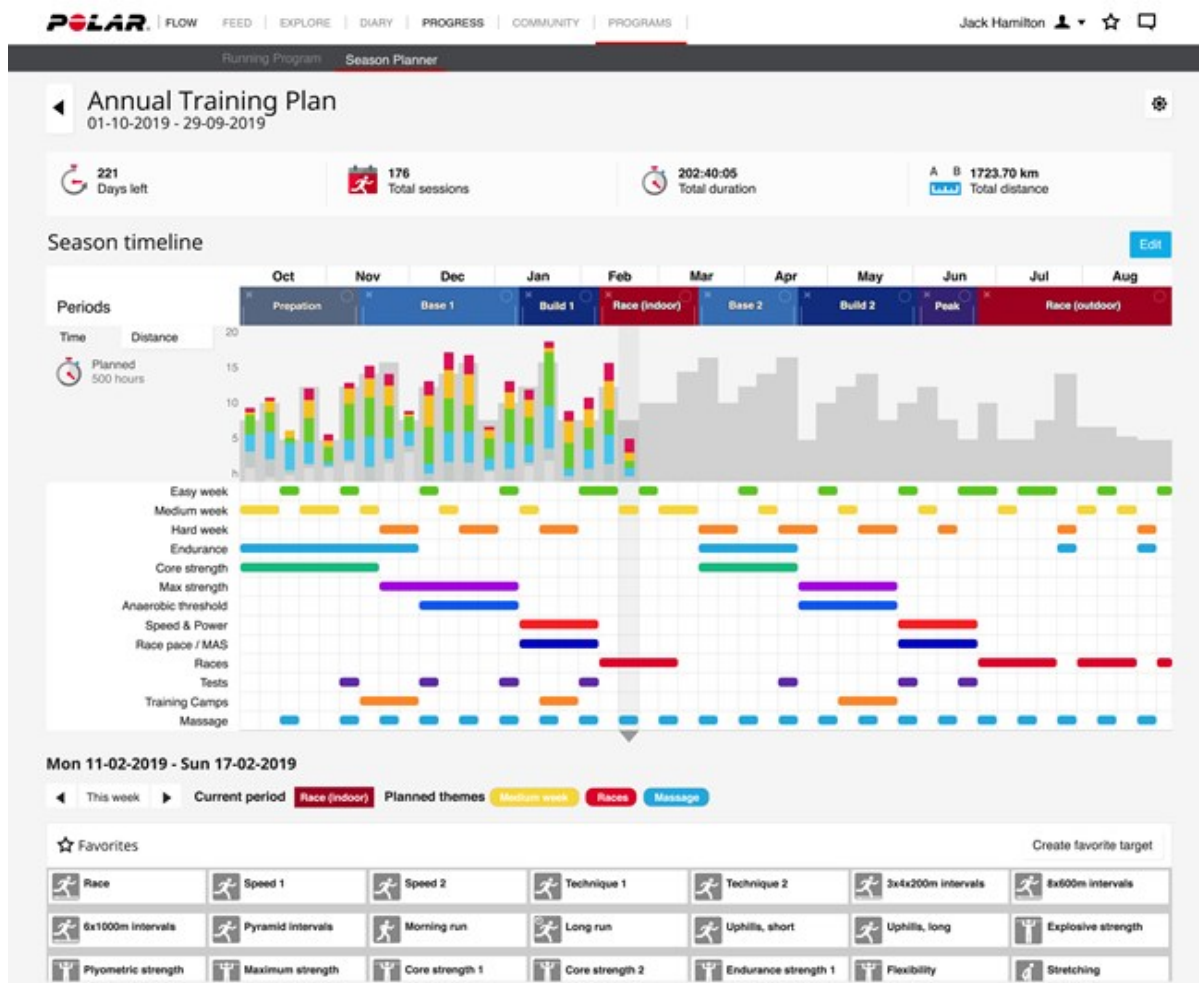 POLAR. FLOW FEED EXPLORE DIARY PROGRESS COMMUNITY PROGRAMS Jack Hamilton
Running Program Season Planner
Annual Training Plan
01-10-2019 - 29-09-2019
221 176 202:40:05 A B 1723.70 km
Days left Total sessions Total duration Total distance
Season timeline Edit
Oct Nov Dec Jan Feb Mar Apr May Jun Jul Aug
Periods Prepation Base 1 Build 1 Race (indoor) Base 2 Build 2 Peak Race (outdoor)
Time Distance 20
Planned 15
500 hours
10
5
h
Easy week
Medium week
Hard week
Endurance
Core strength
Max strength
Anaerobic threshold
Speed & Power
Race pace / MAS
Races
Tests
Training Camps
Massage
Mon 11-02-2019 - Sun 17-02-2019
This week Current period Race (indoor) Planned themes Medium week Races Massage
Favorites Create favorite target
Race Speed 1 Speed 2 Technique 1 Technique 2 3x4x200m intervals 8x600m intervals
6x1000m intervals Pyramid intervals Morning run Long run Uphills, short Uphills, long Explosive strength
Plyometric strength Maximum strength Core strength 1 Core strength 2 Endurance strength 1 Flexibility Stretching